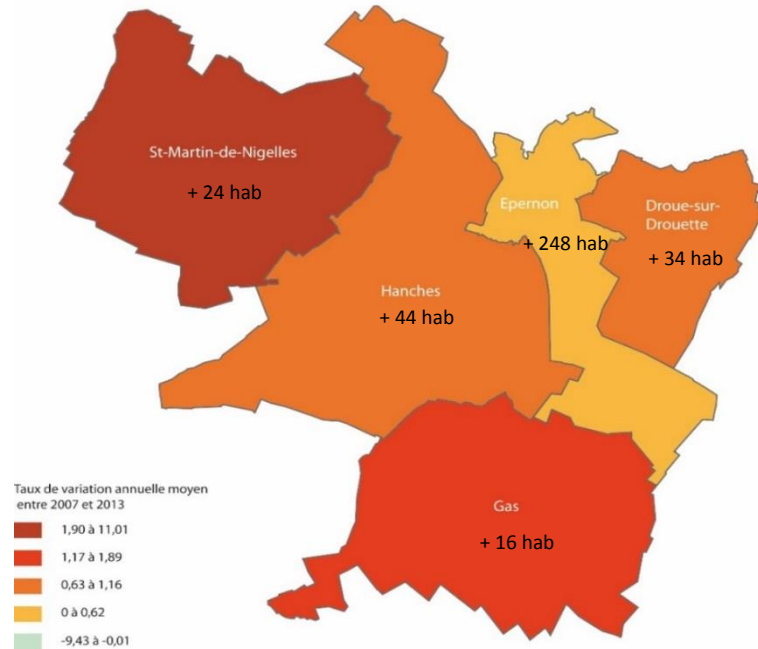 St-Martin-de-Nigelles
+ 24 hab
Epernon
+ 248 hab
Droue-sur-
Drouette
+ 34 hab
Hanches
+ 44 hab
Gas
+ 16 hab
Taux de variation annuelle moyen
entre 2007 et 2013
1,90 à 11,01
1,17 à 1,89
0,63 à 1,16
0 à 0,62
-9,43 à -0,01